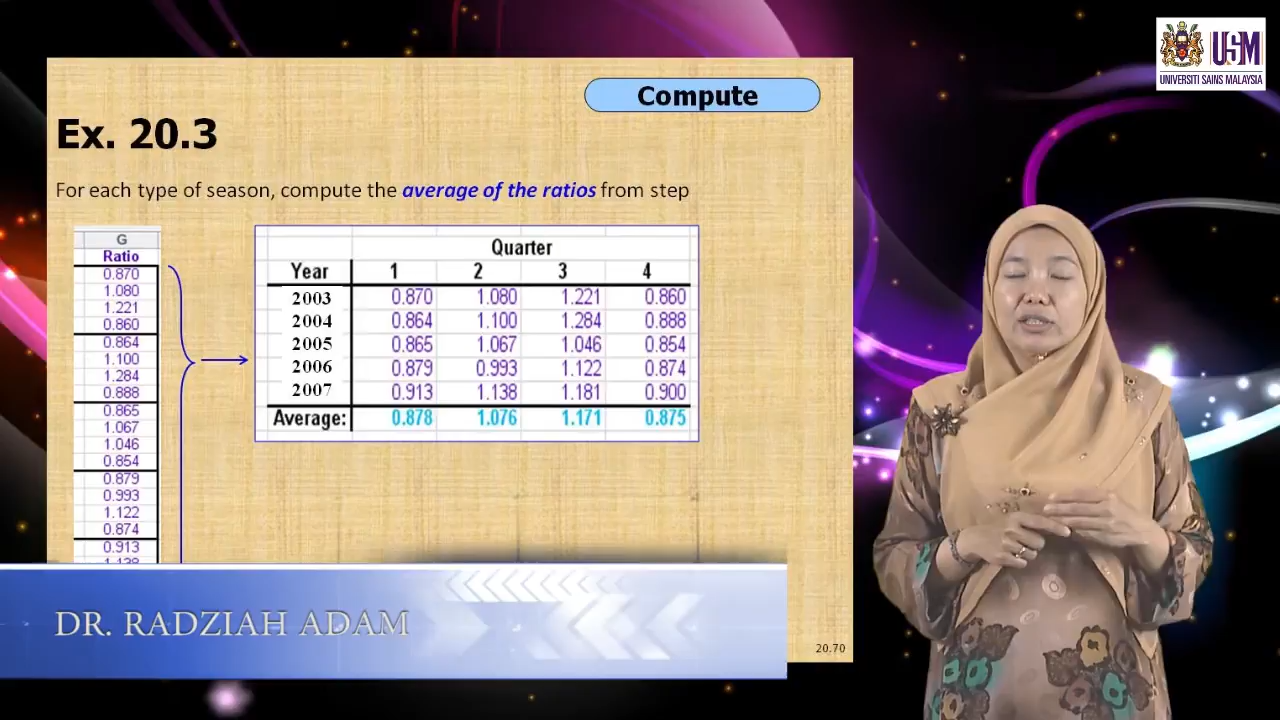 USM
UNIVERSITI SAINS MALAYSIA
Compute
Ex. 20.3
For each type of season, compute the average of the ratios from step
G
Ratio
0.870
1.080
1.221
0.860
0.864
1.100
1.284
0.888
0.865
1.067
1.046
0.854
0.879
0.993
1.122
0.874
0.913
1.138
Quarter
Year 1 2 3 4
2003 0.870 1.080 1.221 0.860
2004 0.864 1.100 1.284 0.888
2005 0.865 1.067 1.046 0.854
2006 0.879 0.993 1.122 0.874
2007 0.913 1.138 1.181 0.900
Average: 0.878 1.076 1.171 0.875
DR. RADZIAH ADAM
20.70